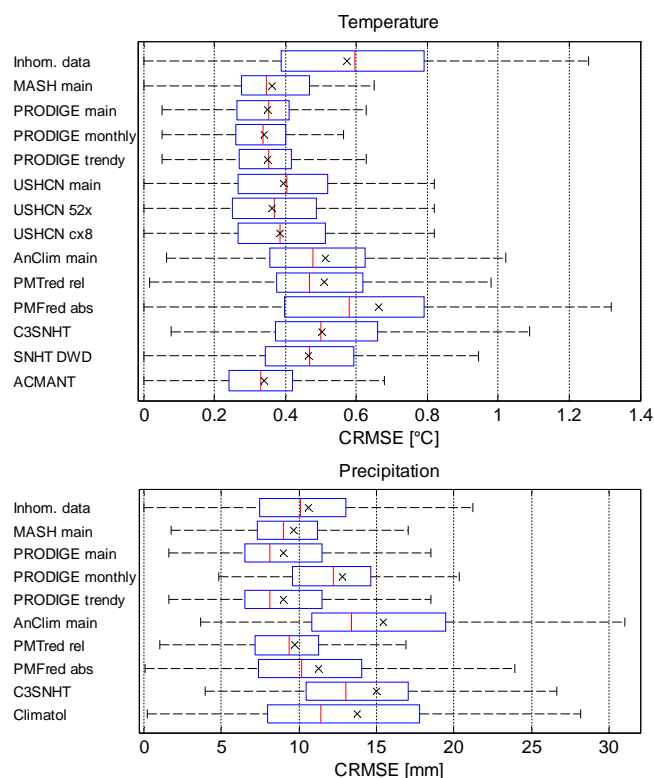 Temperature
Inhom. data
MASH main
PRODIGE main
PRODIGE monthly
PRODIGE trendy
USHCN main
USHCN 52x
USHCN cx8
AnClim main
PMTred rel
PMFred abs
C3SNHT
SNHT DWD
ACMANT
0 0.2 0.4 0.6 0.8 1 1.2 1.4
CRMSE [°C]
Precipitation
Inhom. data
MASH main
PRODIGE main
PRODIGE monthly
PRODIGE trendy
AnClim main
PMTred rel
PMFred abs
C3SNHT
Climatol
0 5 10 15 20 25 30
CRMSE [mm]